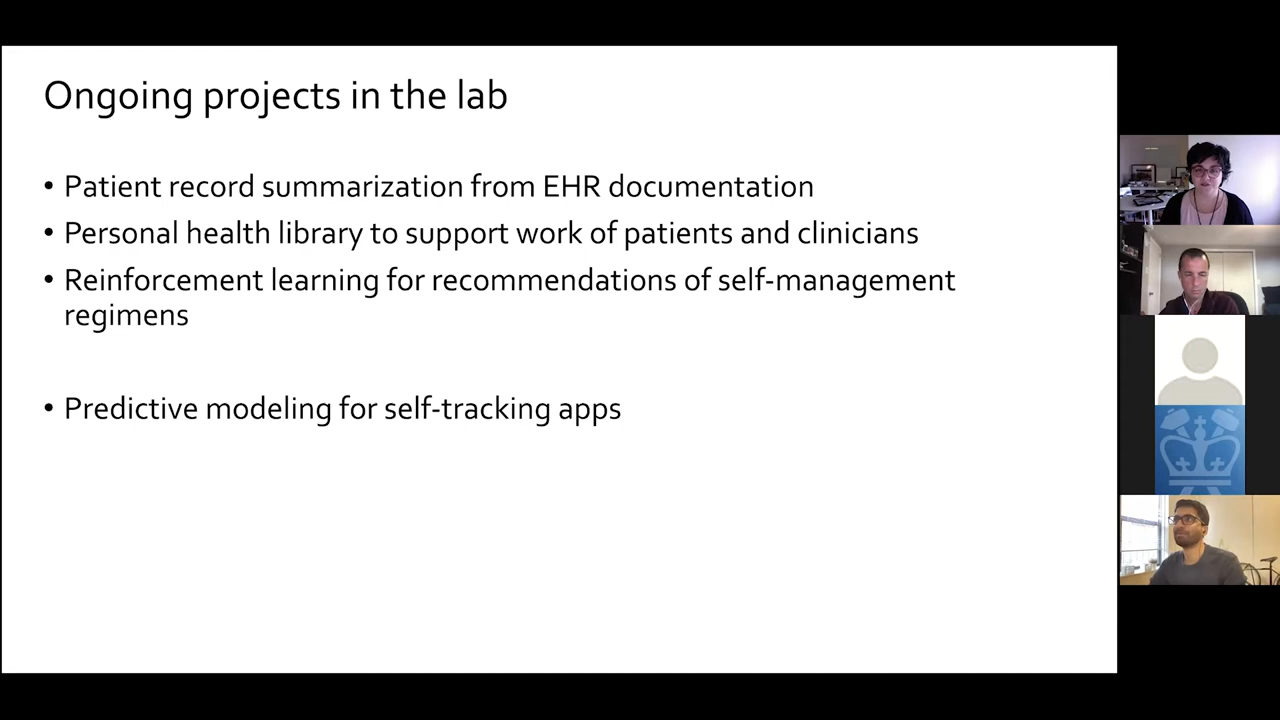 Ongoing projects in the lab
• Patient record summarization from EHR documentation
• Personal health library to support work of patients and clinicians
• Reinforcement learning for recommendations of self-management
regimens
• Predictive modeling for self-tracking apps